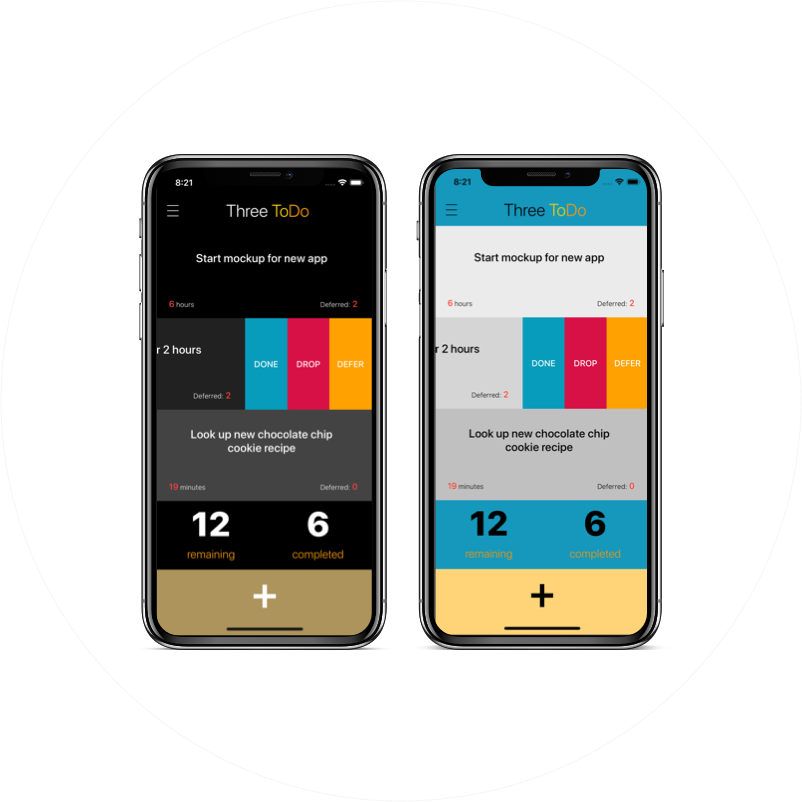 8:21
Three ToDo
Start mockup for new app
6 hours
Deferred: 2
r 2 hours
Deferred: 2
DONE
DROP
DEFER
Look up new chocolate chip
cookie recipe
19 minutes
Deferred: 0
12
6
remaining
completed
+
8:21
Three ToDo
Start mockup for new app
6 hours
Deferred: 2
r 2 hours
Deferred: 2
DONE
DROP
DEFER
Look up new chocolate chip
cookie recipe
19 minutes
Deferred: 0
12
6
remaining
completed
+